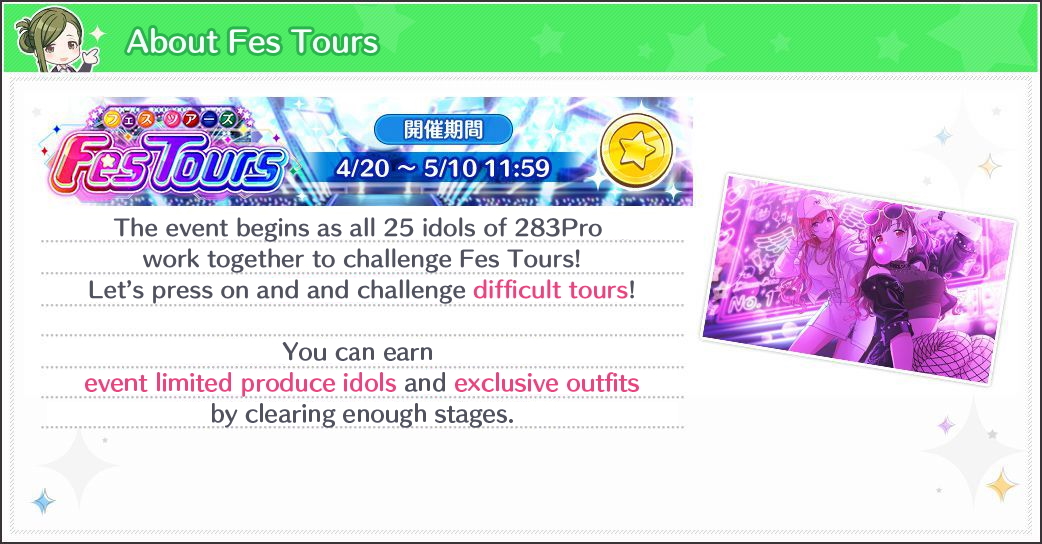 About Fes Tours
フェスツアーズ
Fes Tours
開催期間
4/20 ～ 5/10 11:59
The event begins as all 25 idols of 283Pro
work together to challenge Fes Tours!
Let's press on and and challenge difficult tours!
You can earn
event limited produce idols and exclusive outfits
by clearing enough stages.
No. 1